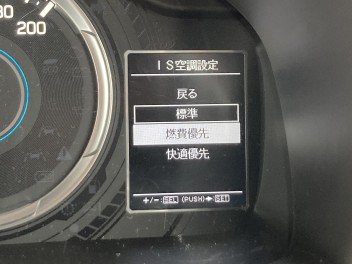 80
200
IS空調設定
戻る
標準
燃費優先
快適優先
+/-:SEL (PUSH)➔SET